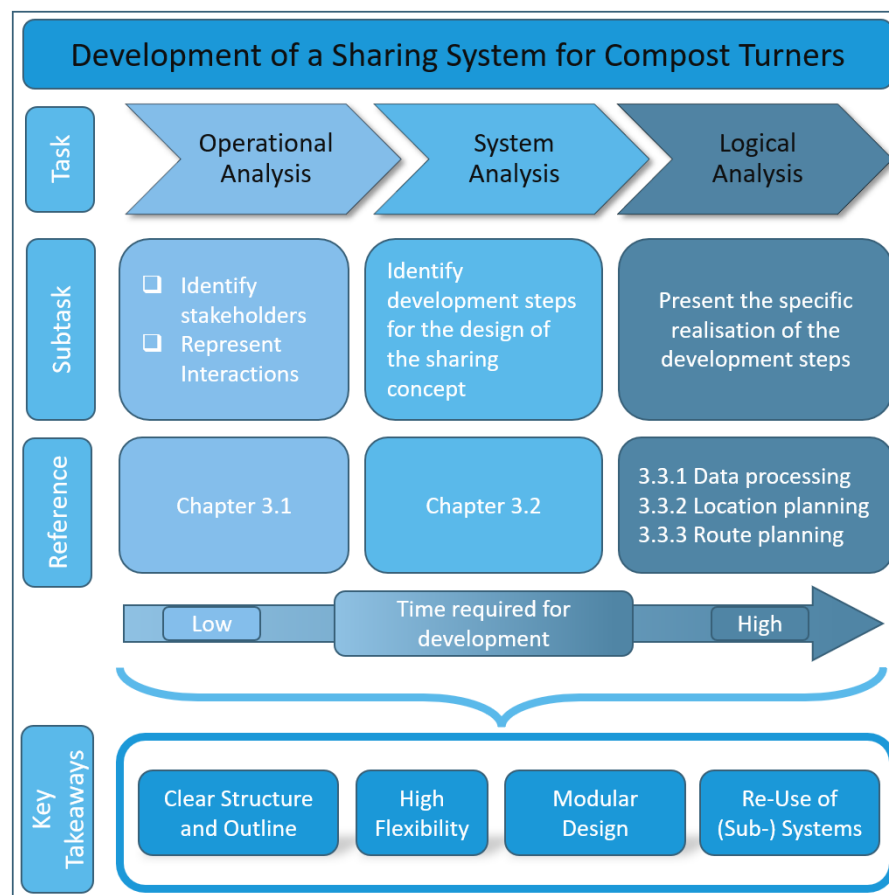 Development of a Sharing System for Compost Turners
Task
Operational
Analysis
System
Analysis
Logical
Analysis
Subtask
❑ Identify
stakeholders
❑ Represent
Interactions
Identify
development steps
for the design of
the sharing
concept
Present the specific
realisation of the
development steps
Reference
Chapter 3.1
Chapter 3.2
3.3.1 Data processing
3.3.2 Location planning
3.3.3 Route planning
Low
Time required for
development
High
Key
Takeaways
Clear Structure
and Outline
High
Flexibility
Modular
Design
Re-Use of
(Sub-) Systems